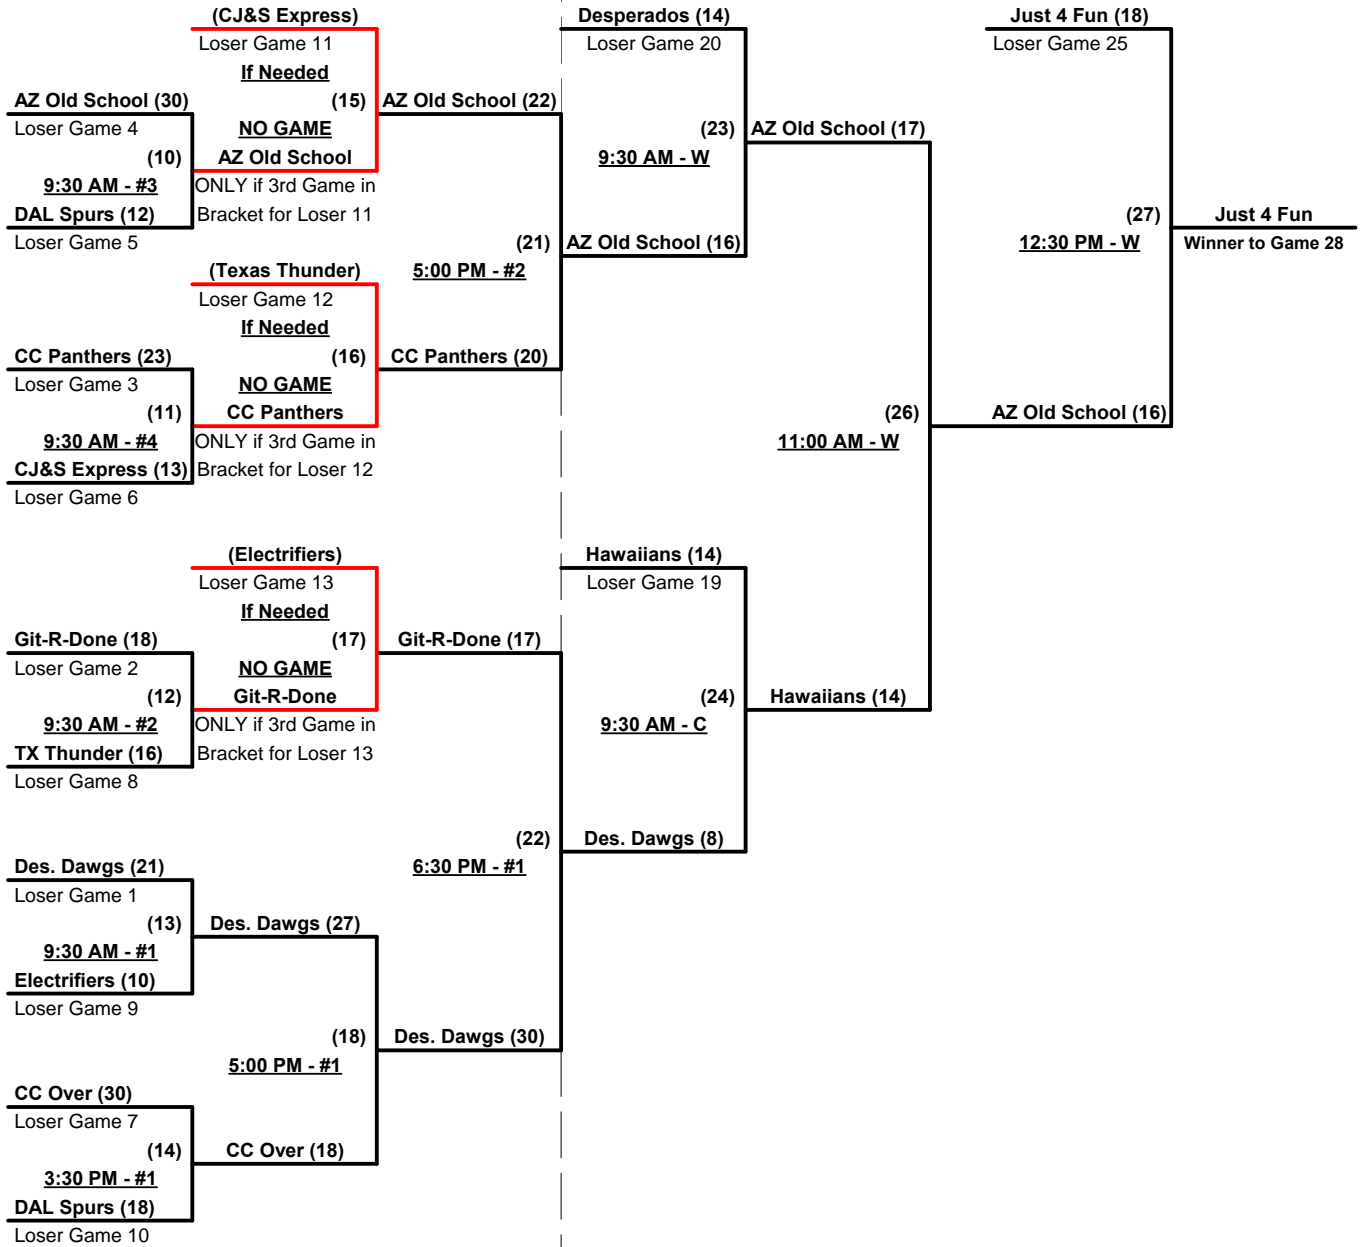 (CJ&S Express)
Desperados (14)
Just 4 Fun (18)
Loser Game 11
Loser Game 20
Loser Game 25
If Needed
AZ Old School (30)
(15)
AZ Old School (22)
Loser Game 4
NO GAME
(23)
AZ Old School (17)
(10)
AZ Old School
9:30 AM - W
9:30 AM - #3
ONLY if 3rd Game in
DAL Spurs (12)
Bracket for Loser 11
(27)
Just 4 Fun
Loser Game 5
(21)
AZ Old School (16)
12:30 PM - W
Winner to Game 28
(Texas Thunder)
5:00 PM - #2
Loser Game 12
If Needed
CC Panthers (23)
(16)
CC Panthers (20)
Loser Game 3
NO GAME
(11)
CC Panthers
(26)
AZ Old School (16)
9:30 AM - #4
ONLY if 3rd Game in
11:00 AM - W
CJ&S Express (13)
Bracket for Loser 12
Loser Game 6
(Electrifiers)
Hawaiians (14)
Loser Game 13
Loser Game 19
If Needed
Git-R-Done (18)
(17)
Git-R-Done (17)
Loser Game 2
NO GAME
(12)
Git-R-Done
(24)
Hawaiians (14)
9:30 AM - #2
ONLY if 3rd Game in
9:30 AM - C
TX Thunder (16)
Bracket for Loser 13
Loser Game 8
(22)
Des. Dawgs (8)
Des. Dawgs (21)
6:30 PM - #1
Loser Game 1
(13)
Des. Dawgs (27)
9:30 AM - #1
Electrifiers (10)
Loser Game 9
(18)
Des. Dawgs (30)
5:00 PM - #1
CC Over (30)
Loser Game 7
(14)
CC Over (18)
3:30 PM - #1
DAL Spurs (18)
Loser Game 10